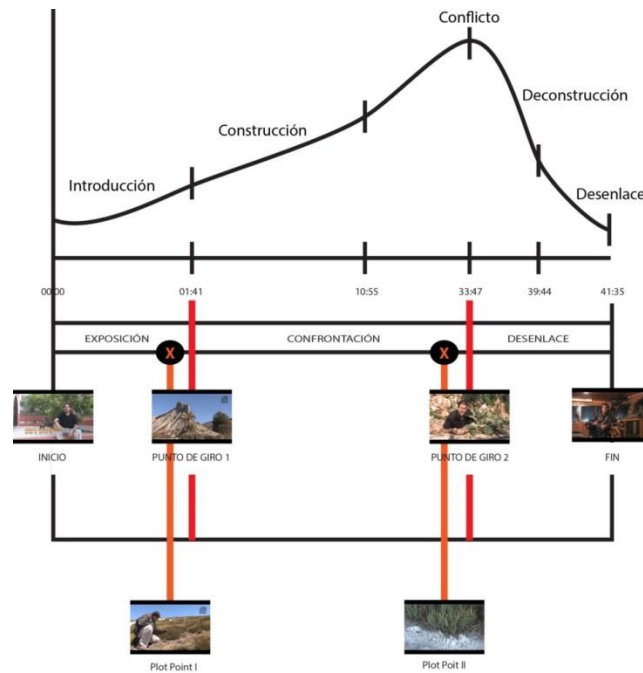 Conflicto
Deconstrucción
Construcción
Introducción
Desenlace
00:00 01:41 10:55 33:47 39:44 41:35
EXPOSICIÓN CONFRONTACIÓN DESENLACE
X X
INICIO PUNTO DE GIRO 1 PUNTO DE GIRO 2 FIN
Plot Point I Plot Poit II